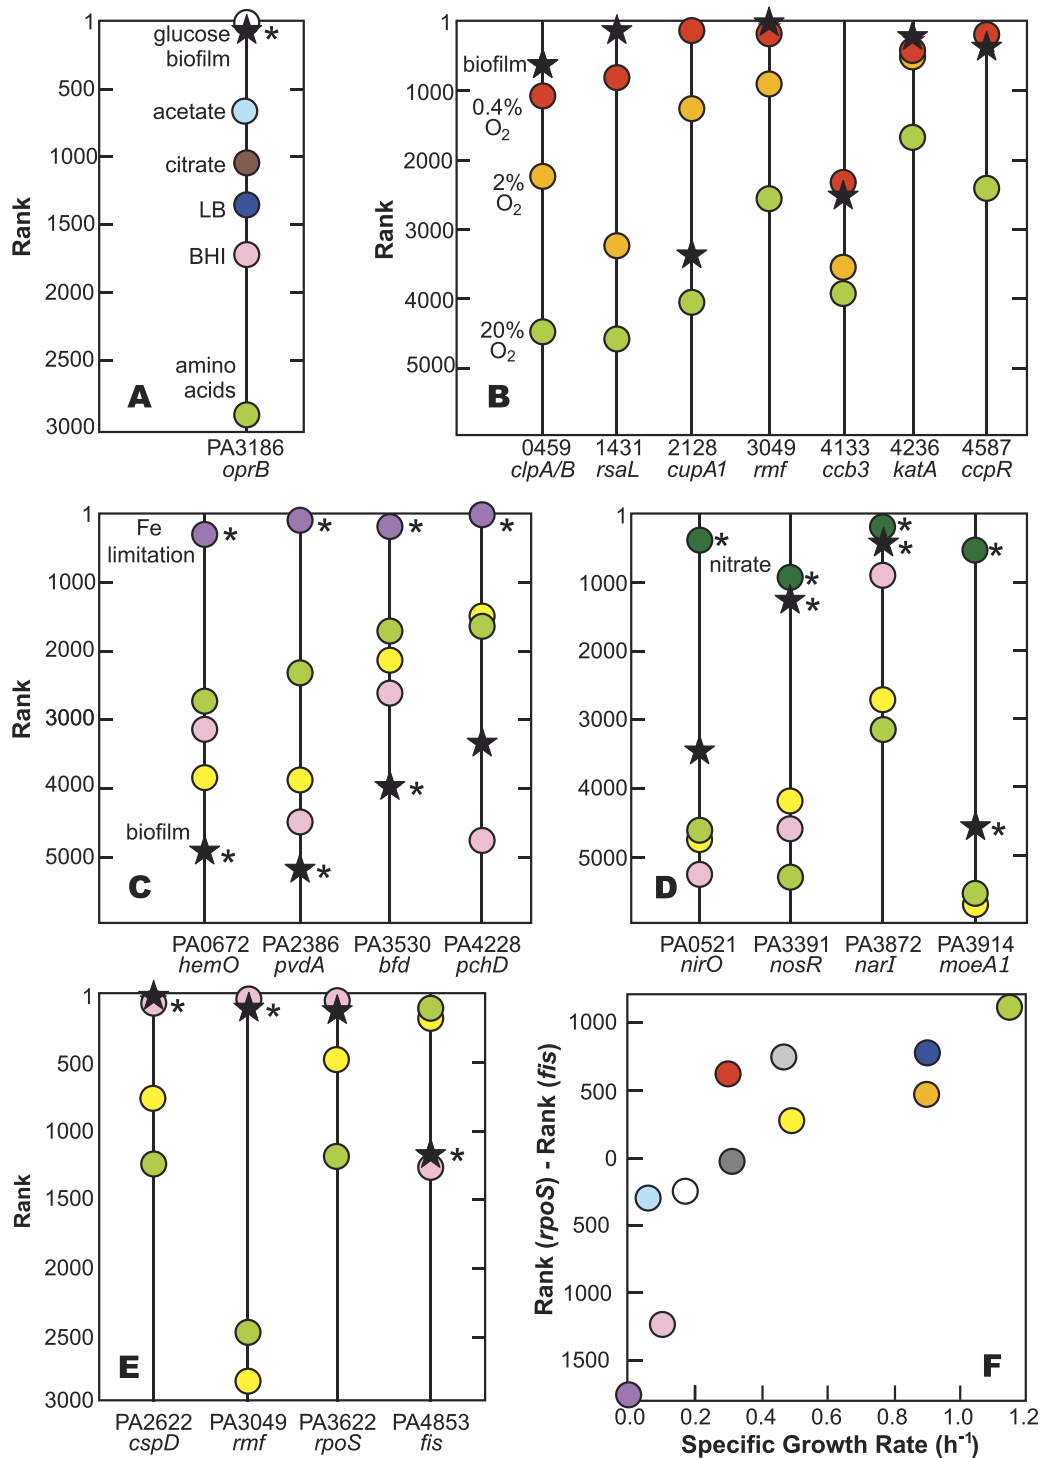 1
glucose
biofilm
*
500
acetate
1000
citrate
1500
LB
BHI
2000
2500
amino
acids
3000
Rank
A
PA3186
oprB
1
biofilm
1000
0.4%
O2
2000
2%
O2
3000
4000
20%
O2
5000
Rank
B
0459 1431 2128 3049 4133 4236 4587
clpA/B rsaL cupA1 rmf ccb3 katA ccpR
1
Fe
limitation
* * *
1000
2000
3000
4000
*
biofilm
5000
* *
Rank
C
PA0672 PA2386 PA3530 PA4228
hemO pvdA bfd pchD
1
* * *
nitrate
* * *
1000
2000
3000
4000
*
5000
D
PA0521 PA3391 PA3872 PA3914
nirO nosR narI moeA1
1
* *
500
1000
*
1500
2000
2500
3000
Rank
E
PA2622 PA3049 PA3622 PA4853
cspD rmf rpoS fis
1000
500
0
500
1000
1500
Rank (rpoS) - Rank (fis)
F
0.0 0.2 0.4 0.6 0.8 1.0 1.2
Specific Growth Rate (h-1)